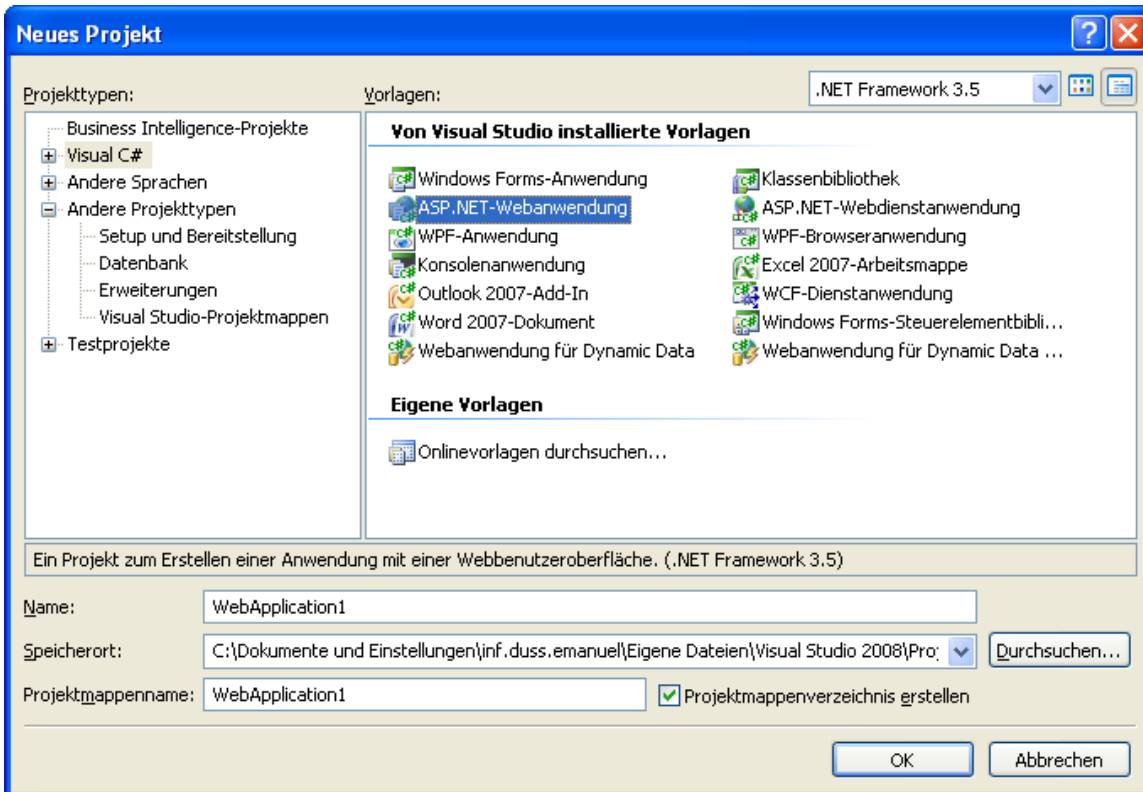 Neues Projekt
Projekttypen:
Vorlagen:
.NET Framework 3.5
Business Intelligence-Projekte
Visual C#
Andere Sprachen
Andere Projekttypen
Setup und Bereitstellung
Datenbank
Erweiterungen
Visual Studio-Projektmappen
Testprojekte
Von Visual Studio installierte Vorlagen
Windows Forms-Anwendung
Klassenbibliothek
ASP.NET-Webanwendung
ASP.NET-Webdienstanwendung
WPF-Anwendung
WPF-Browseranwendung
Konsolenanwendung
Excel 2007-Arbeitsmappe
Outlook 2007-Add-In
WCF-Dienstanwendung
Word 2007-Dokument
Windows Forms-Steuerelementbibli...
Webanwendung für Dynamic Data
Webanwendung für Dynamic Data ...
Eigene Vorlagen
Onlinevorlagen durchsuchen...
Ein Projekt zum Erstellen einer Anwendung mit einer Webbenutzeroberfläche. (.NET Framework 3.5)
Name:
WebApplication1
Speicherort:
C:\Dokumente und Einstellungen\inf.duss.emanuel\Eigene Dateien\Visual Studio 2008\Proj
Durchsuchen...
Projektmappenname:
WebApplication1
Projektmappenverzeichnis erstellen
OK
Abbrechen